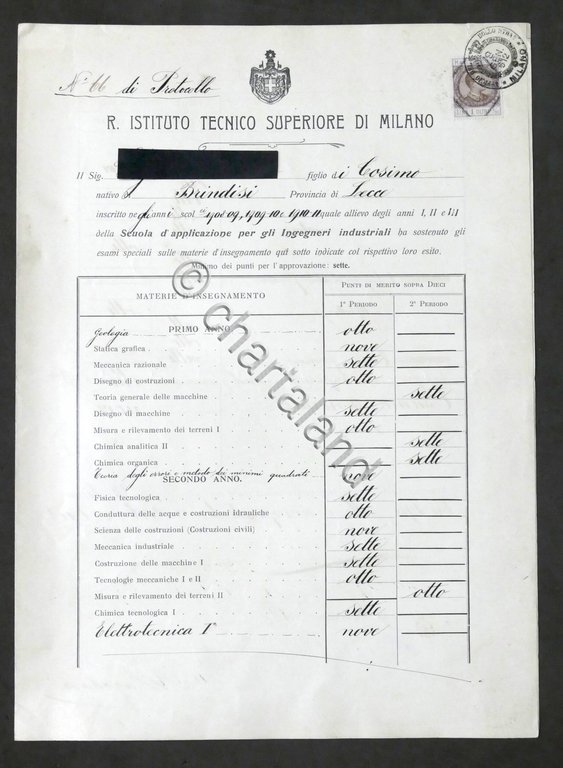 N° 66 di Protocollo
MILANO
R. ISTITUTO TECNICO SUPERIORE DI MILANO
Il Sig. figlio di Cosimo
nativo di Brindisi Provincia di Lecce
inscritto negli anni scol.ci 1908-09, 1909-10 e 1910-11 quale allievo degli anni I, II e III
della Scuola d'applicazione per gli Ingegneri industriali ha sostenuto gli
esami speciali sulle materie d'insegnamento qui sotto indicate col rispettivo loro esito.
Minimo dei punti per l'approvazione: sette.
MATERIE D'INSEGNAMENTO PUNTI DI MERITO SOPRA DIECI
1° PERIODO 2° PERIODO
PRIMO ANNO.
Geologia otto
Statica grafica nove
Meccanica razionale sette
Disegno di costruzioni otto
Teoria generale delle macchine sette
Disegno di macchine sette
Misura e rilevamento dei terreni I otto
Chimica analitica II sette
Chimica organica sette
Teoria degli errori e metodo dei minimi quadrati nove
SECONDO ANNO.
Fisica tecnologica sette
Conduttura delle acque e costruzioni idrauliche otto
Scienza delle costruzioni (Costruzioni civili) nove
Meccanica industriale sette
Costruzione delle macchine I sette
Tecnologie meccaniche I e II otto
Misura e rilevamento dei terreni II otto
Chimica tecnologica I sette
Elettrotecnica I° nove
© chartaland